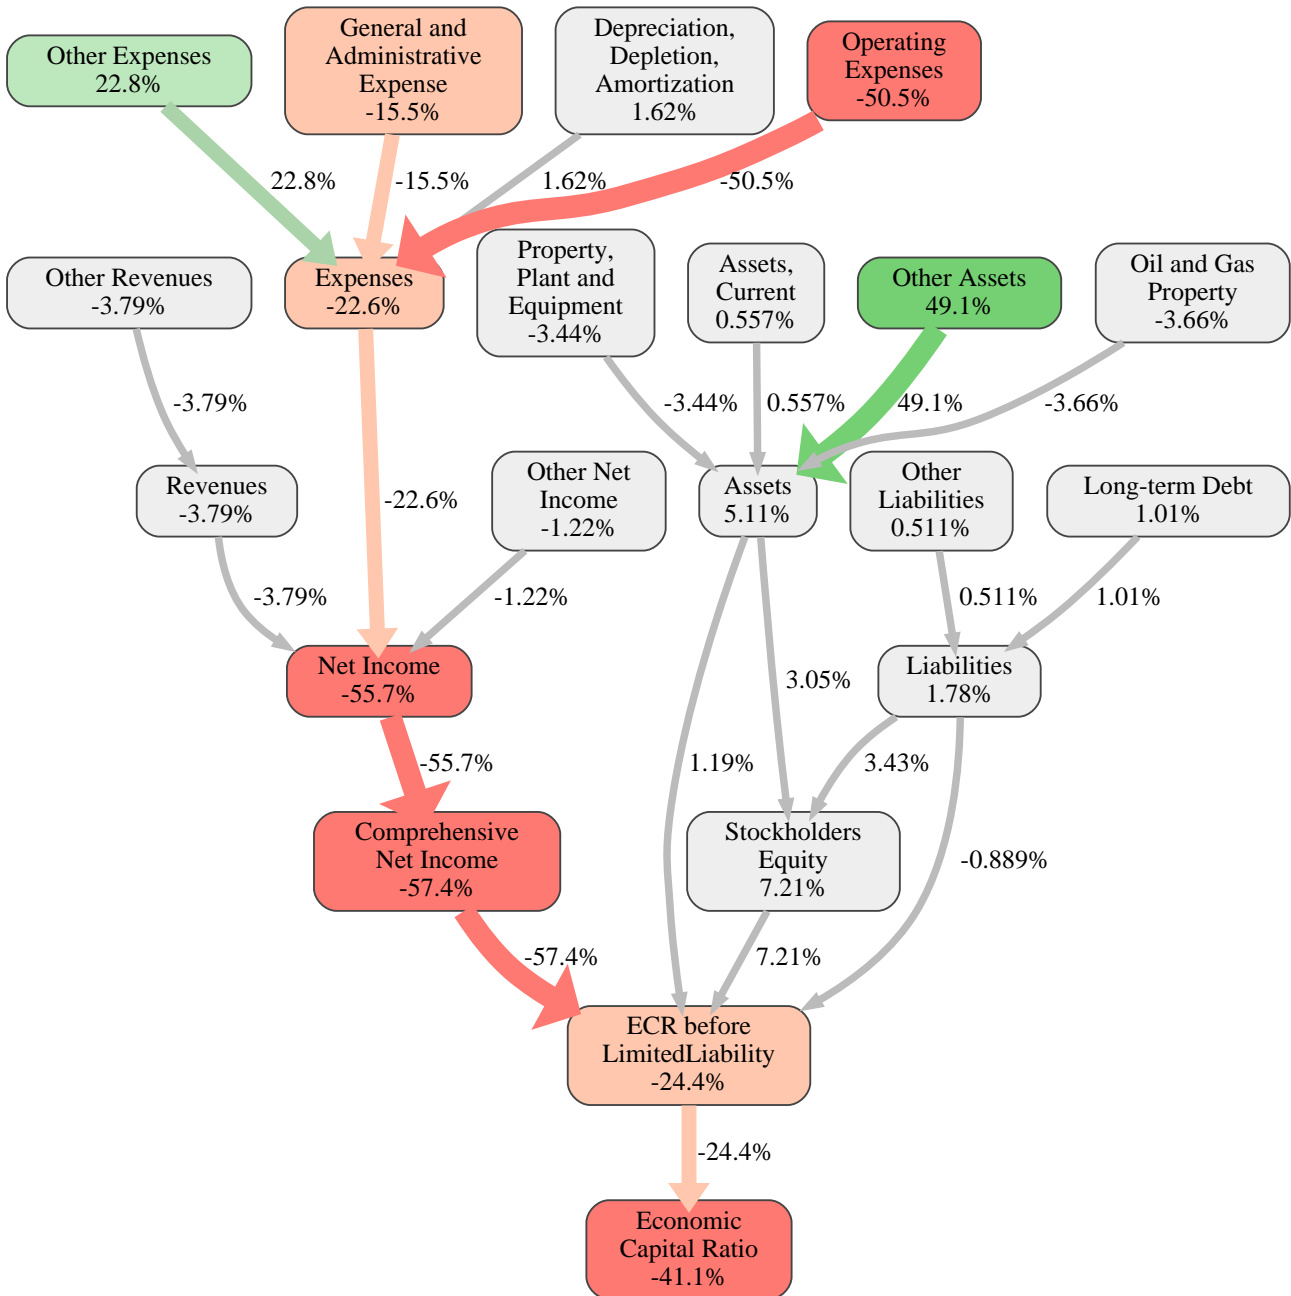 Other Expenses
22.8%
General and
Administrative
Expense
-15.5%
Depreciation,
Depletion,
Amortization
1.62%
Operating
Expenses
-50.5%
22.8%
-15.5%
1.62%
-50.5%
Other Revenues
-3.79%
Expenses
-22.6%
Property,
Plant and
Equipment
-3.44%
Assets,
Current
0.557%
Other Assets
49.1%
Oil and Gas
Property
-3.66%
-3.79%
-3.44%
0.557%
49.1%
-3.66%
Revenues
-3.79%
-22.6%
Other Net
Income
-1.22%
Assets
5.11%
Other
Liabilities
0.511%
Long-term Debt
1.01%
-3.79%
-1.22%
0.511%
1.01%
Net Income
-55.7%
3.05%
Liabilities
1.78%
-55.7%
1.19%
3.43%
Comprehensive
Net Income
-57.4%
Stockholders
Equity
7.21%
-0.889%
-57.4%
7.21%
ECR before
LimitedLiability
-24.4%
-24.4%
Economic
Capital Ratio
-41.1%